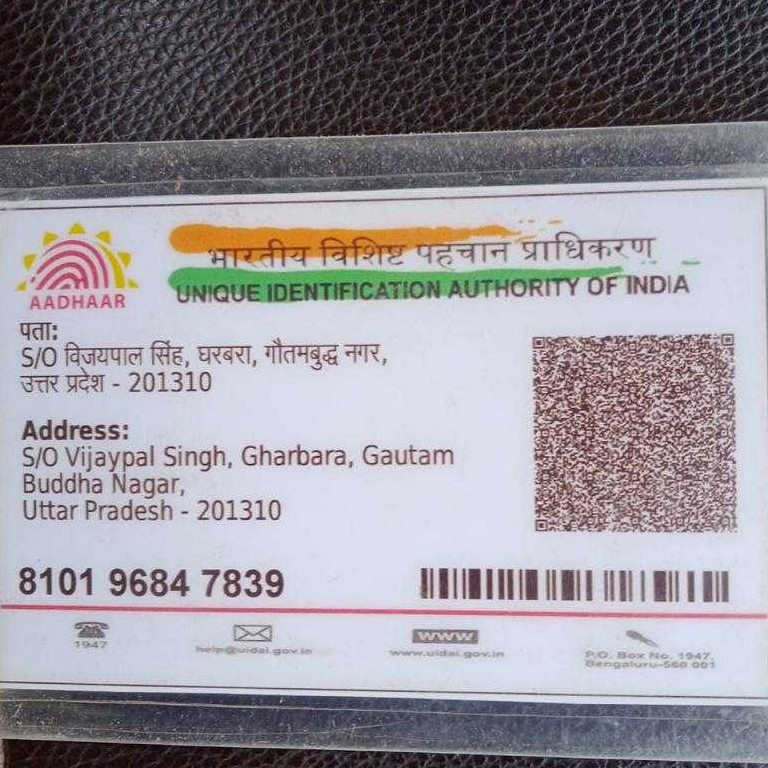 भारतीय विशिष्ट पहचान प्राधिकरण
AADHAAR
UNIQUE IDENTIFICATION AUTHORITY OF INDIA
पता:
S/O विजयपाल सिंह, घरबरा, गौतमबुद्ध नगर,
उत्तर प्रदेश - 201310
Address:
S/O Vijaypal Singh, Gharbara, Gautam
Buddha Nagar,
Uttar Pradesh - 201310
8101 9684 7839
1947
help@uidai.gov.in
www
www.uidai.gov.in
P.O. Box No. 1947,
Bengaluru-560 001